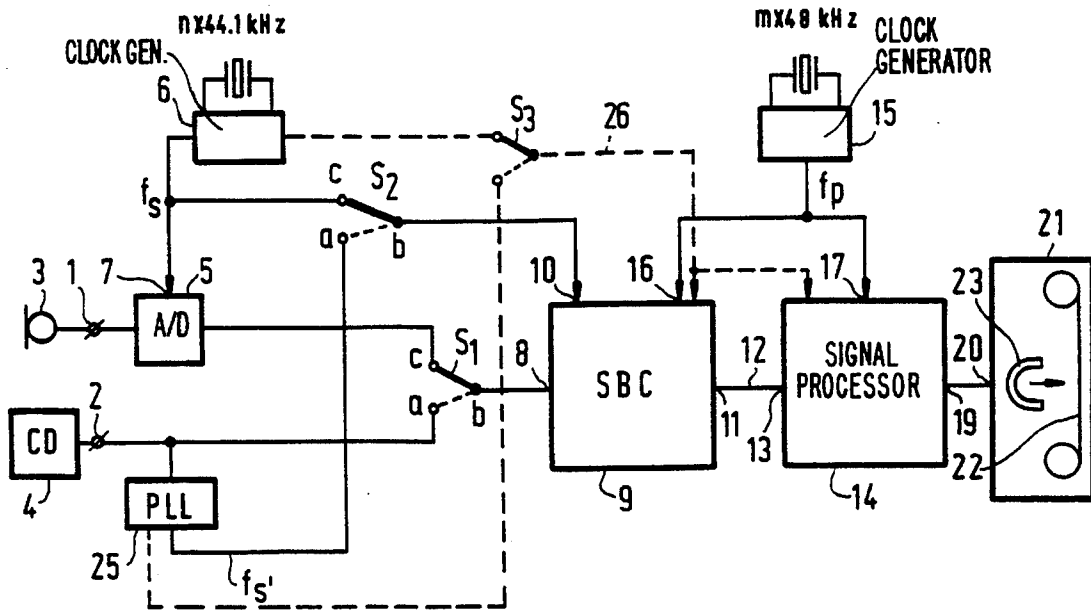 n×44.1 kHz
m×48 kHz
CLOCK GEN.
CLOCK
GENERATOR
6
15
S3
26
fs
c
S2
a
b
fp
21
3
1
7
5
10
16
17
23
A/D
c
S1
8
SBC
12
SIGNAL
PROCESSOR
20
2
a
b
11
13
19
CD
22
4
PLL
9
14
25
fs'